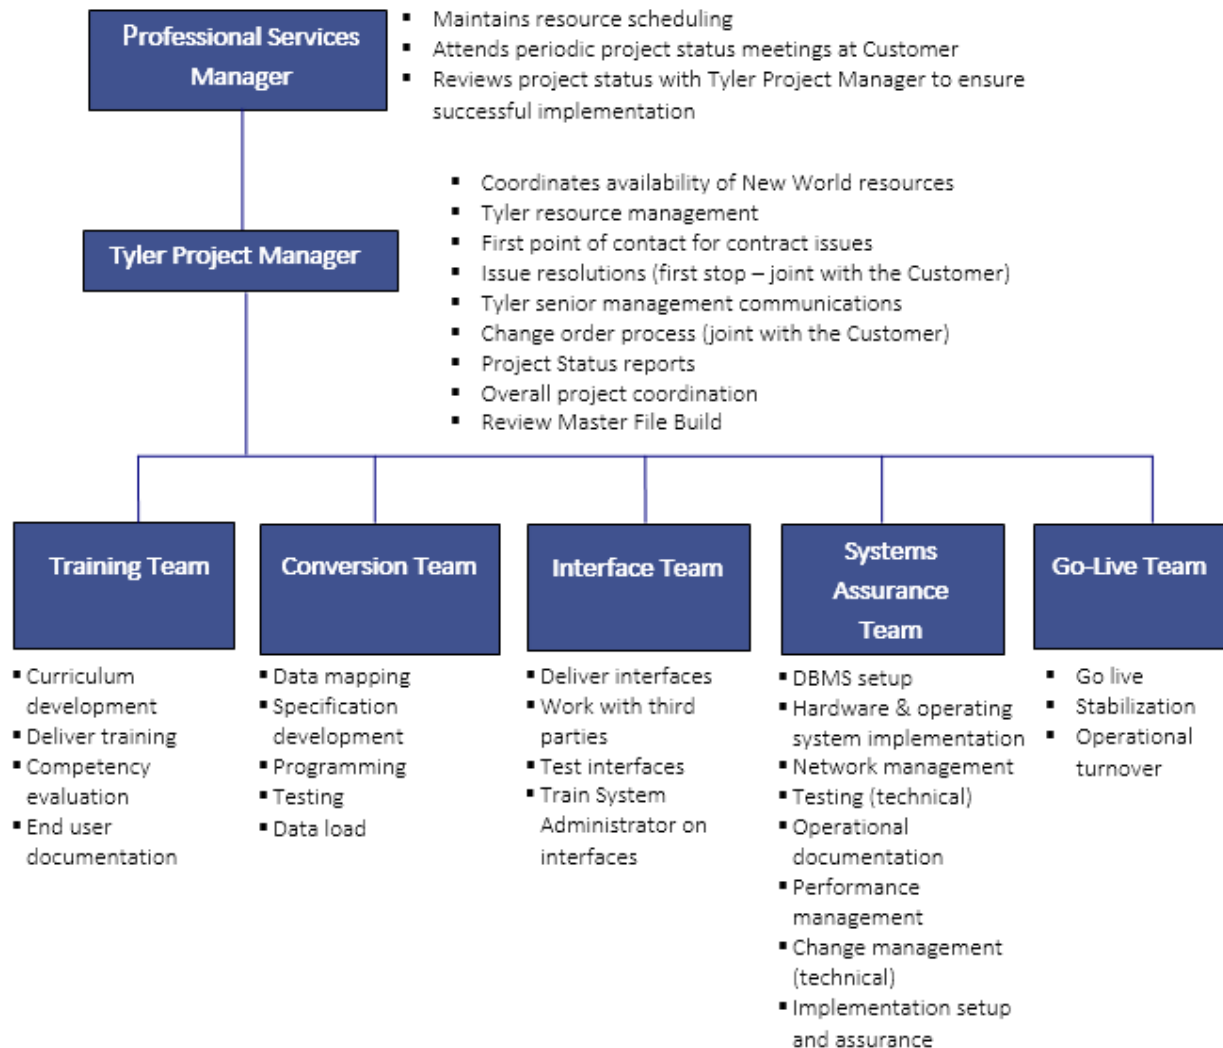 Professional Services
Manager
▪ Maintains resource scheduling
▪ Attends periodic project status meetings at Customer
▪ Reviews project status with Tyler Project Manager to ensure
successful implementation
Tyler Project Manager
▪ Coordinates availability of New World resources
▪ Tyler resource management
▪ First point of contact for contract issues
▪ Issue resolutions (first stop – joint with the Customer)
▪ Tyler senior management communications
▪ Change order process (joint with the Customer)
▪ Project Status reports
▪ Overall project coordination
▪ Review Master File Build
Training Team
▪ Curriculum
development
▪ Deliver training
▪ Competency
evaluation
▪ End user
documentation
Conversion Team
▪ Data mapping
▪ Specification
development
▪ Programming
▪ Testing
▪ Data load
Interface Team
▪ Deliver interfaces
▪ Work with third
parties
▪ Test interfaces
▪ Train System
Administrator on
interfaces
Systems
Assurance
Team
▪ DBMS setup
▪ Hardware & operating
system implementation
▪ Network management
▪ Testing (technical)
▪ Operational
documentation
▪ Performance
management
▪ Change management
(technical)
▪ Implementation setup
and assurance
Go-Live Team
▪ Go live
▪ Stabilization
▪ Operational
turnover